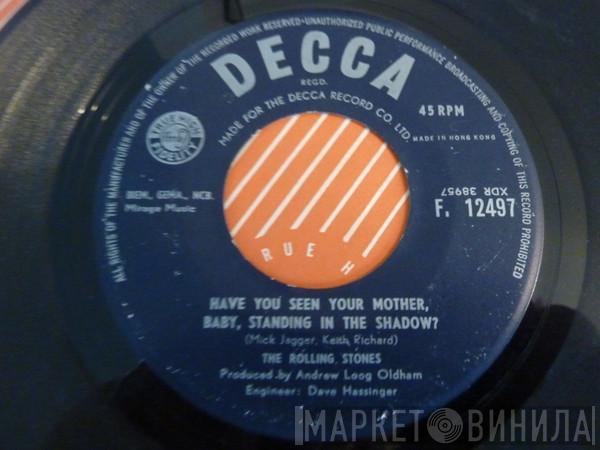 ALL RIGHTS OF THE MANUFACTURER AND OF THE OWNER OF THE RECORDED WORK RESERVED · UNAUTHORIZED PUBLIC PERFORMANCE BROADCASTING AND COPYING OF THIS RECORD PROHIBITED
DECCA
REGD.
MADE FOR THE DECCA RECORD CO. LTD.
45 RPM
MADE IN HONG KONG
BIEM., GEMA., NCB.
Mirage Music
XDR 38957
F. 12497
RUE H
HAVE YOU SEEN YOUR MOTHER,
BABY, STANDING IN THE SHADOW?
(Mick Jagger, Keith Richard)
THE ROLLING STONES
Produced by Andrew Loog Oldham
Engineer: Dave Hassinger
МАРКЕТ ВИНИЛА